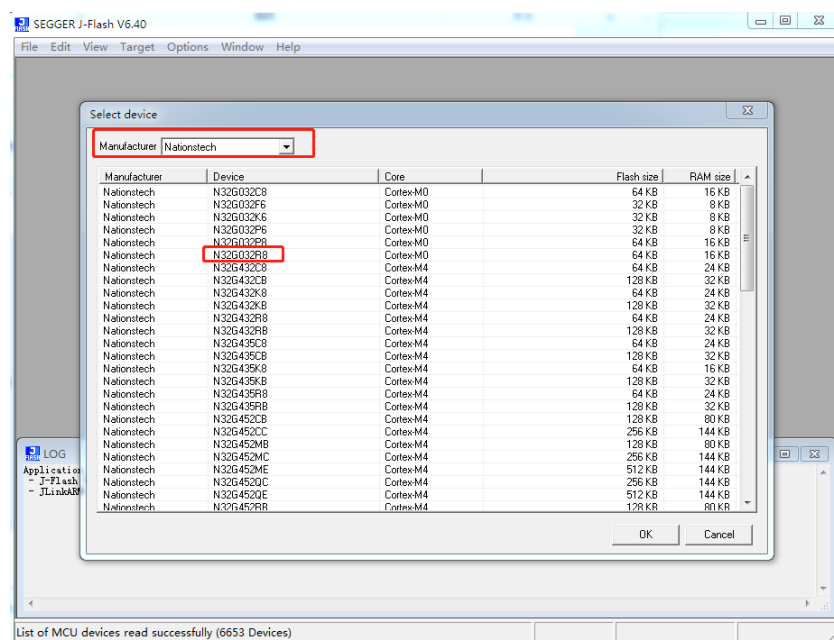 SEGGER J-Flash V6.40
File Edit View Target Options Window Help
Select device
Manufacturer Nationstech
Manufacturer Device Core Flash size RAM size
Nationstech N32G032C8 Cortex-M0 64 KB 16 KB
Nationstech N32G032F6 Cortex-M0 32 KB 8 KB
Nationstech N32G032K6 Cortex-M0 32 KB 8 KB
Nationstech N32G032P6 Cortex-M0 32 KB 8 KB
Nationstech N32G032P8 Cortex-M0 64 KB 16 KB
Nationstech N32G032R8 Cortex-M0 64 KB 16 KB
Nationstech N32G432C8 Cortex-M4 64 KB 24 KB
Nationstech N32G432CB Cortex-M4 128 KB 32 KB
Nationstech N32G432K8 Cortex-M4 64 KB 24 KB
Nationstech N32G432KB Cortex-M4 128 KB 32 KB
Nationstech N32G432R8 Cortex-M4 64 KB 24 KB
Nationstech N32G432RB Cortex-M4 128 KB 32 KB
Nationstech N32G435C8 Cortex-M4 64 KB 24 KB
Nationstech N32G435CB Cortex-M4 128 KB 32 KB
Nationstech N32G435K8 Cortex-M4 64 KB 16 KB
Nationstech N32G435KB Cortex-M4 128 KB 32 KB
Nationstech N32G435R8 Cortex-M4 64 KB 24 KB
Nationstech N32G435RB Cortex-M4 128 KB 32 KB
Nationstech N32G452CB Cortex-M4 128 KB 80 KB
Nationstech N32G452CC Cortex-M4 256 KB 144 KB
Nationstech N32G452MB Cortex-M4 128 KB 80 KB
Nationstech N32G452MC Cortex-M4 256 KB 144 KB
Nationstech N32G452ME Cortex-M4 512 KB 144 KB
Nationstech N32G452QC Cortex-M4 256 KB 144 KB
Nationstech N32G452QE Cortex-M4 512 KB 144 KB
Nationstech N32G452RB Cortex-M4 128 KB 80 KB
OK Cancel
LOG
Applicatio
- J-Flash
- JLinkAR
List of MCU devices read successfully (6653 Devices)